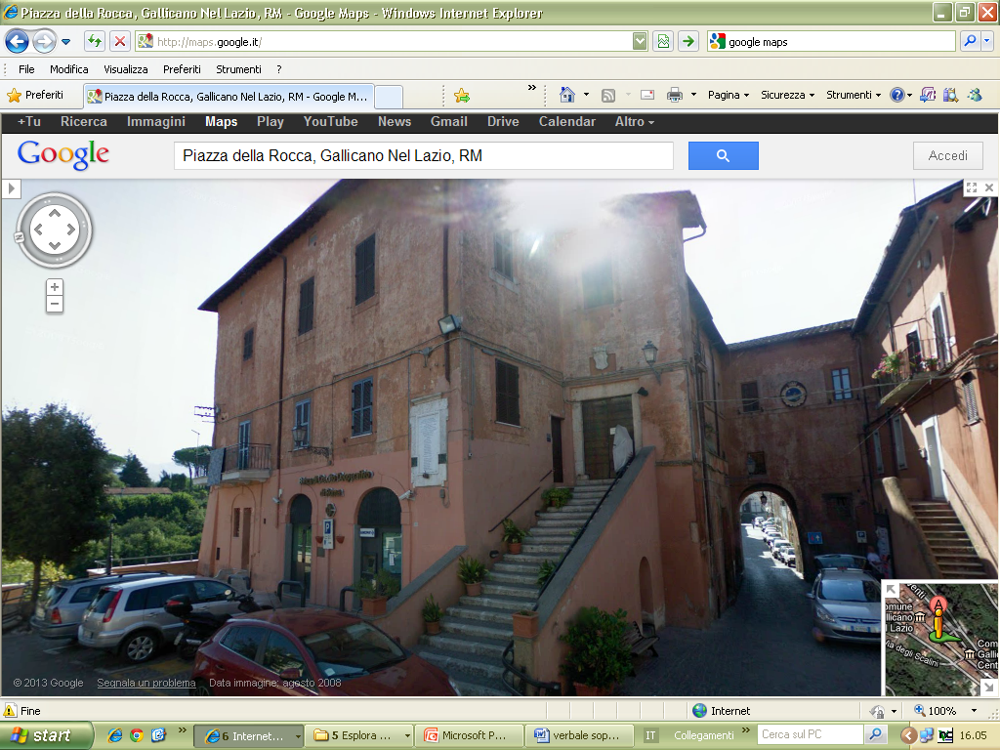 Piazza della Rocca, Gallicano Nel Lazio, RM - Google Maps - Windows Internet Explorer
http://maps.google.it/
google maps
File Modifica Visualizza Preferiti Strumenti ?
Preferiti
Piazza della Rocca, Gallicano Nel Lazio, RM - Google M...
Pagina Sicurezza Strumenti
+Tu Ricerca Immagini Maps Play YouTube News Gmail Drive Calendar Altro
Google
Piazza della Rocca, Gallicano Nel Lazio, RM
Accedi
P
A
omune
llicano
l Lazio
Via degli Scalini
Com
Galli
Cent
© 2013 Google Segnala un problema Data immagine: agosto 2008
Fine
Internet
100%
start
6 Internet...
5 Esplora ...
Microsoft P...
verbale sop...
IT
Collegamenti
Cerca sul PC
16.05